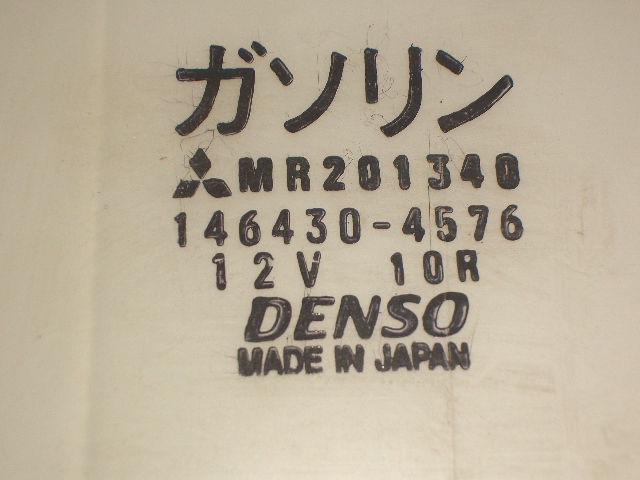 ガソリン
MR201340
146430-4576
12V 10R
DENSO
MADE IN JAPAN